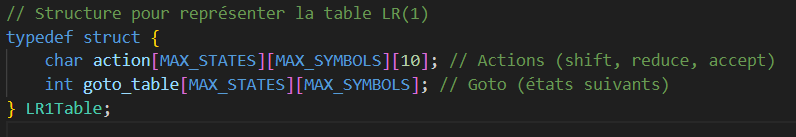 // Structure pour représenter la table LR(1)
typedef struct {
    char action[MAX_STATES][MAX_SYMBOLS][10]; // Actions (shift, reduce, accept)
    int goto_table[MAX_STATES][MAX_SYMBOLS]; // Goto (états suivants)
} LR1Table;